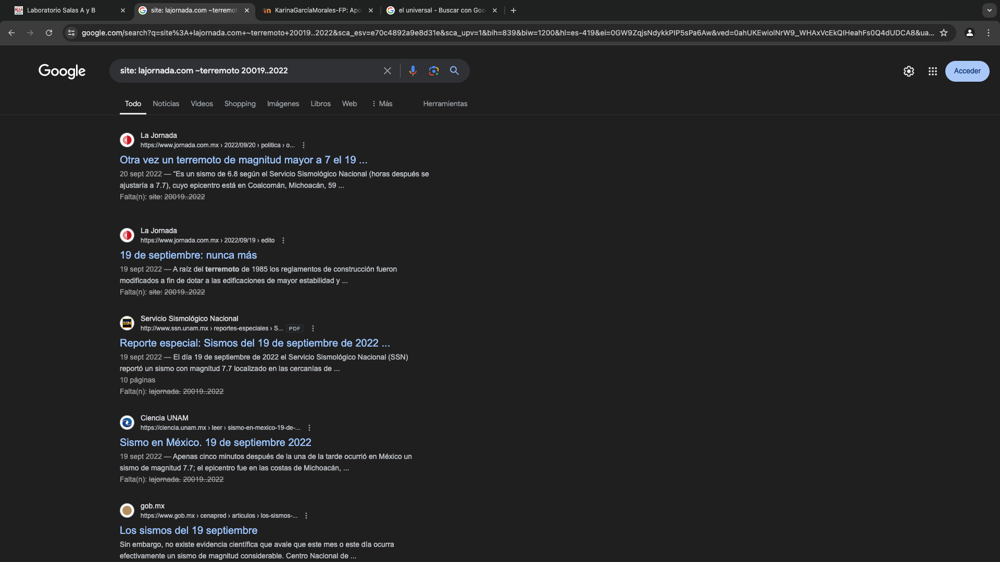 Laboratorio Salas A y B
site: lajornada.com ~terremot
KarinaGarcíaMorales-FP: Apo
el universal - Buscar con Goo
google.com/search?q=site%3A+lajornada.com+~terremoto+20019..2022&sca_esv=e70c4892a9e8d31e&sca_upv=1&bih=839&biw=1200&hl=es-419&ei=0GW9ZqjsNdykkPIP5sPa6Aw&ved=0ahUKEwiolNrW9_WHAxVcEkQIHeahFs0Q4dUDCA8&ua...
Google
site: lajornada.com ~terremoto 20019..2022
Acceder
Todo Noticias Videos Shopping Imágenes Libros Web Más Herramientas
La Jornada
https://www.jornada.com.mx › 2022/09/20 › politica › o...
Otra vez un terremoto de magnitud mayor a 7 el 19 ...
20 sept 2022 — “Es un sismo de 6.8 según el Servicio Sismológico Nacional (horas después se
ajustaría a 7.7), cuyo epicentro está en Coalcomán, Michoacán, 59 ...
Falta(n): site: 20019..2022
La Jornada
https://www.jornada.com.mx › 2022/09/19 › edito
19 de septiembre: nunca más
19 sept 2022 — A raíz del terremoto de 1985 los reglamentos de construcción fueron
modificados a fin de dotar a las edificaciones de mayor estabilidad y ...
Falta(n): site: 20019..2022
SSN
Servicio Sismológico Nacional
http://www.ssn.unam.mx › reportes-especiales › S... PDF
Reporte especial: Sismos del 19 de septiembre de 2022 ...
19 sept 2022 — El día 19 de septiembre de 2022 el Servicio Sismológico Nacional (SSN)
reportó un sismo con magnitud 7.7 localizado en las cercanías de ...
10 páginas
Falta(n): lajornada. 20019..2022
Ciencia UNAM
https://ciencia.unam.mx › leer › sismo-en-mexico-19-de-...
Sismo en México. 19 de septiembre 2022
19 sept 2022 — Apenas cinco minutos después de la una de la tarde ocurrió en México un
sismo de magnitud 7.7; el epicentro fue en las costas de Michoacán, ...
Falta(n): lajornada. 20019..2022
gob.mx
https://www.gob.mx › cenapred › articulos › los-sismos-...
Los sismos del 19 septiembre
Sin embargo, no existe evidencia científica que avale que este mes o este día ocurra
efectivamente un sismo de magnitud considerable. Centro Nacional de ...